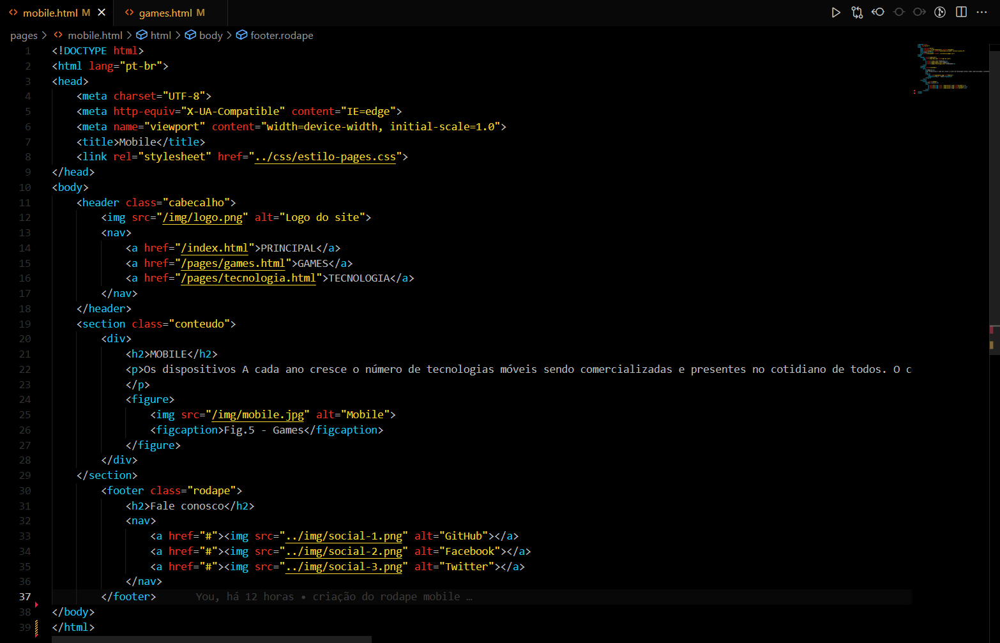 mobile.html M
games.html M
pages > mobile.html > html > body > footer.rodape
1 <!DOCTYPE html>
2 <html lang="pt-br">
3 <head>
4 <meta charset="UTF-8">
5 <meta http-equiv="X-UA-Compatible" content="IE=edge">
6 <meta name="viewport" content="width=device-width, initial-scale=1.0">
7 <title>Mobile</title>
8 <link rel="stylesheet" href="../css/estilo-pages.css">
9 </head>
10 <body>
11 <header class="cabecalho">
12 <img src="/img/logo.png" alt="Logo do site">
13 <nav>
14 <a href="/index.html">PRINCIPAL</a>
15 <a href="/pages/games.html">GAMES</a>
16 <a href="/pages/tecnologia.html">TECNOLOGIA</a>
17 </nav>
18 </header>
19 <section class="conteudo">
20 <div>
21 <h2>MOBILE</h2>
22 <p>Os dispositivos A cada ano cresce o número de tecnologias móveis sendo comercializadas e presentes no cotidiano de todos. O c
23 </p>
24 <figure>
25 <img src="/img/mobile.jpg" alt="Mobile">
26 <figcaption>Fig.5 - Games</figcaption>
27 </figure>
28 </div>
29 </section>
30 <footer class="rodape">
31 <h2>Fale conosco</h2>
32 <nav>
33 <a href="#"><img src="../img/social-1.png" alt="GitHub"></a>
34 <a href="#"><img src="../img/social-2.png" alt="Facebook"></a>
35 <a href="#"><img src="../img/social-3.png" alt="Twitter"></a>
36 </nav>
37 </footer> You, há 12 horas • criação do rodape mobile …
38 </body>
39 </html>